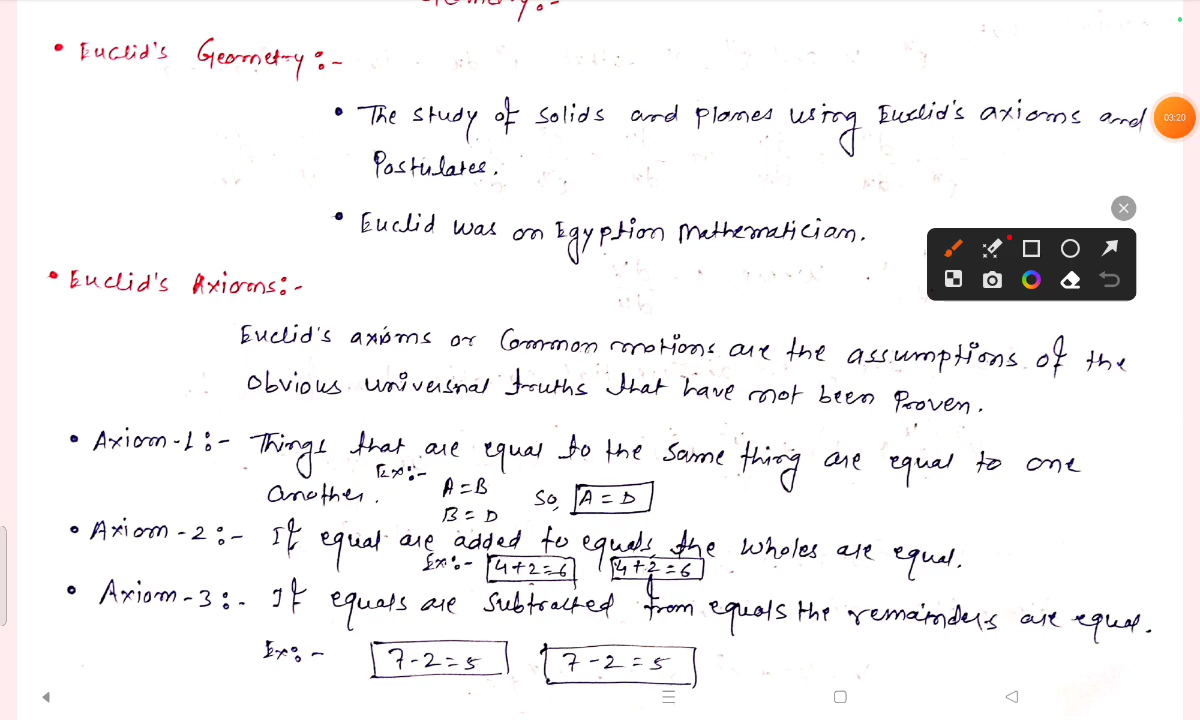 • Euclid's Geometry :-
• The study of solids and planes using Euclid's axioms and
03:20
Postulates.
• Euclid was an Egyption Mathematician.
• Euclid's Axioms :-
Euclid's axioms or Common notions are the assumptions of the
obvious universnal truths that have not been Proven.
• Axiom-1 :- Things that are equal to the same thing are equal to one
another. Ex :- A = B So, A = D
B = D
• Axiom-2 :- If equal are added to equals, the wholes are equal.
Ex :- 4+2=6 4+2=6
• Axiom-3 :- If equals are subtracted from equals the remainders are equal.
Ex :- 7-2=5 7-2=5